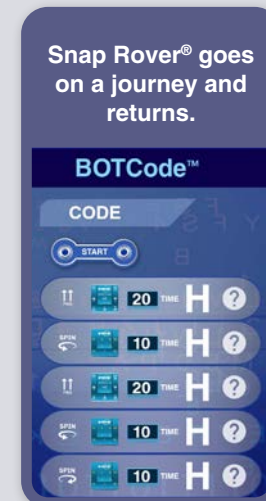 Snap Rover® goes
on a journey and
returns.
BOTCode™
CODE
START
20 TIME H ?
SPIN 10 TIME H ?
20 TIME H ?
SPIN 10 TIME H ?
SPIN 10 TIME H ?